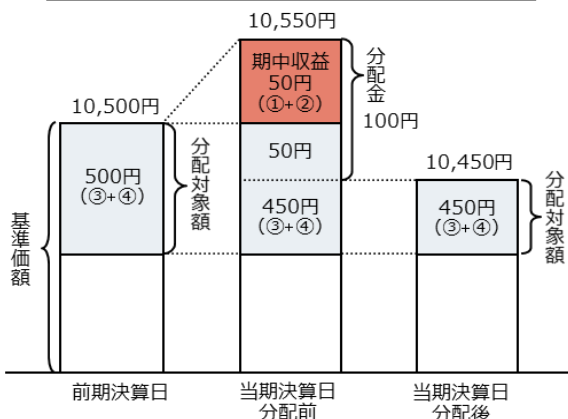 10,550円
期中収益
50円
(①+②)
分配金
100円
10,500円
500円
(③+④)
分配対象額
50円
450円
(③+④)
10,450円
450円
(③+④)
分配対象額
基準価額
前期決算日
当期決算日
分配前
当期決算日
分配後